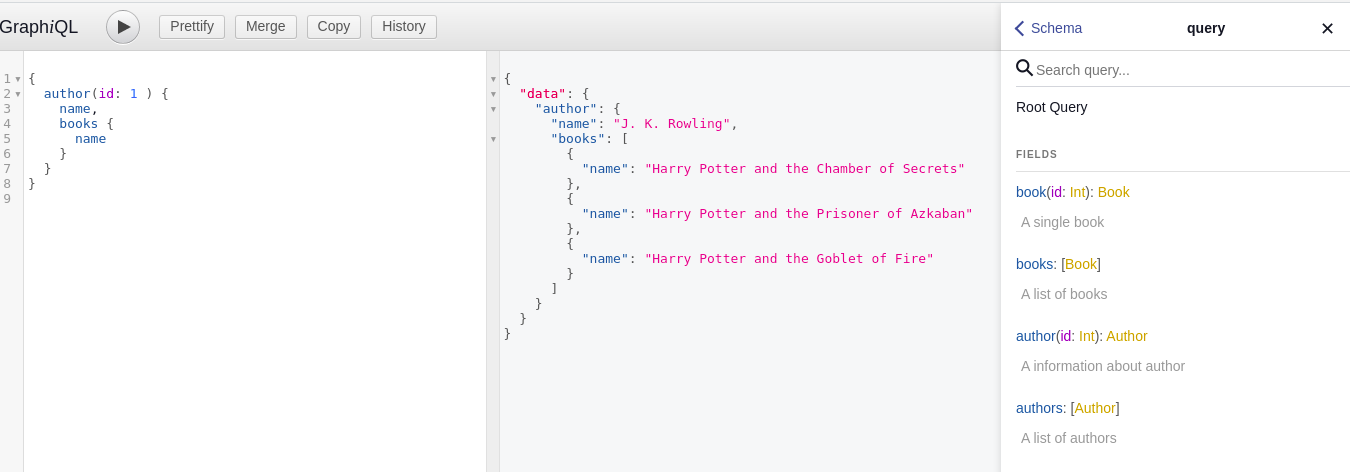 GraphiQL Prettify Merge Copy History
1 {
2 author(id: 1 ) {
3 name,
4 books {
5 name
6 }
7 }
8 }
9
{
"data": {
"author": {
"name": "J. K. Rowling",
"books": [
{
"name": "Harry Potter and the Chamber of Secrets"
},
{
"name": "Harry Potter and the Prisoner of Azkaban"
},
{
"name": "Harry Potter and the Goblet of Fire"
}
]
}
}
}
Schema query ✕
Search query...
Root Query
FIELDS
book(id: Int): Book
A single book
books: [Book]
A list of books
author(id: Int): Author
A information about author
authors: [Author]
A list of authors